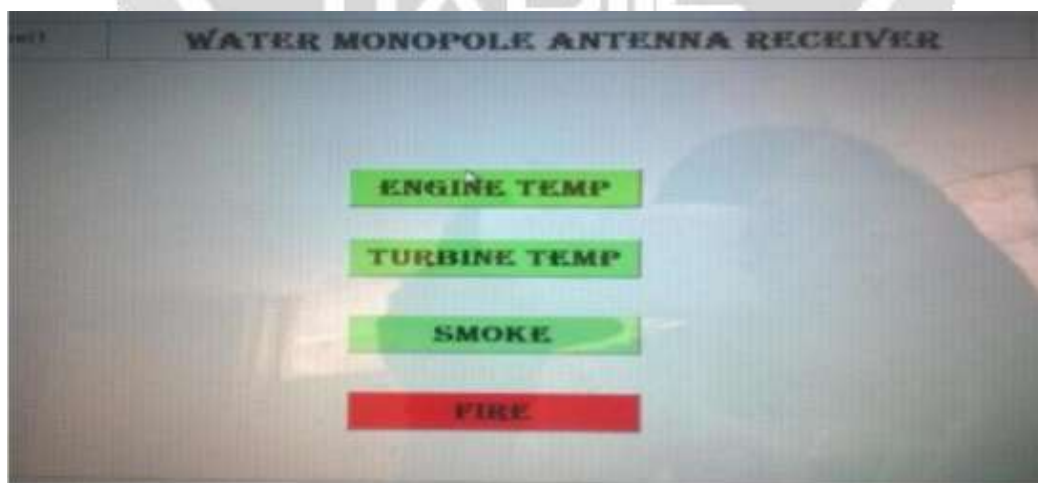 WATER MONOPOLE ANTENNA RECEIVER
ENGINE TEMP
TURBINE TEMP
SMOKE
FIRE